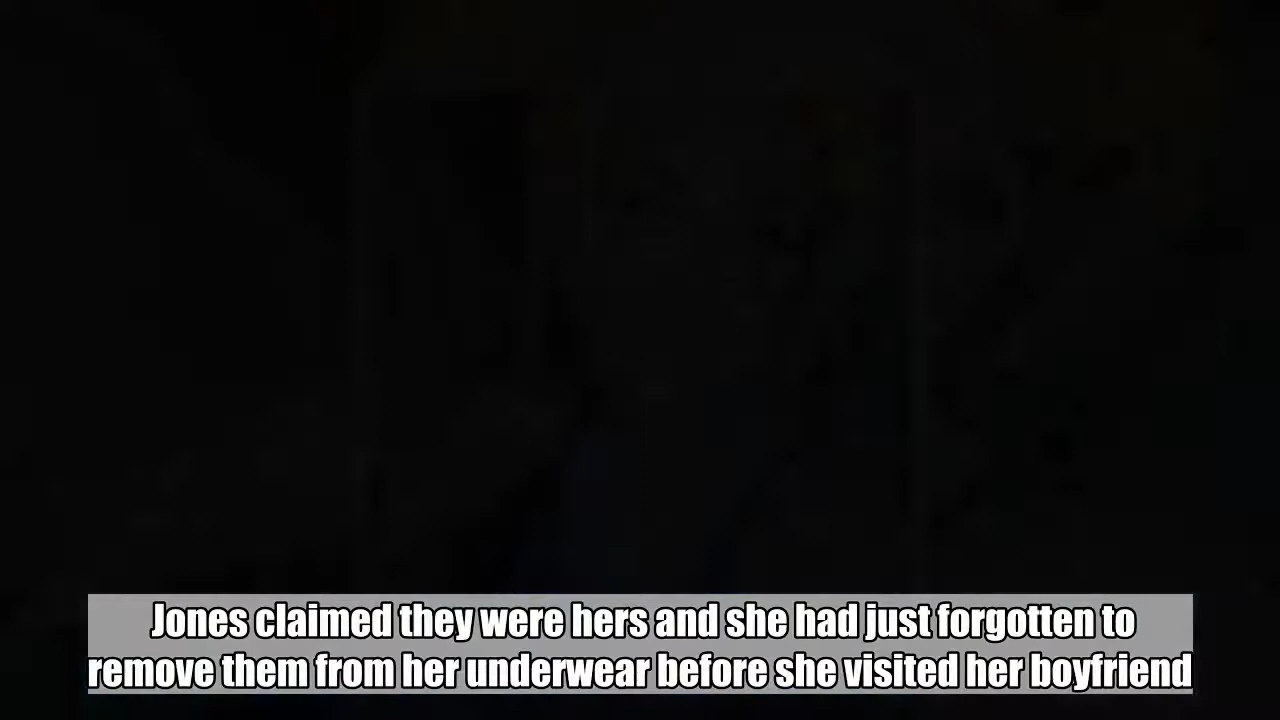 Jones claimed they were hers and she had just forgotten to
remove them from her underwear before she visited her boyfriend